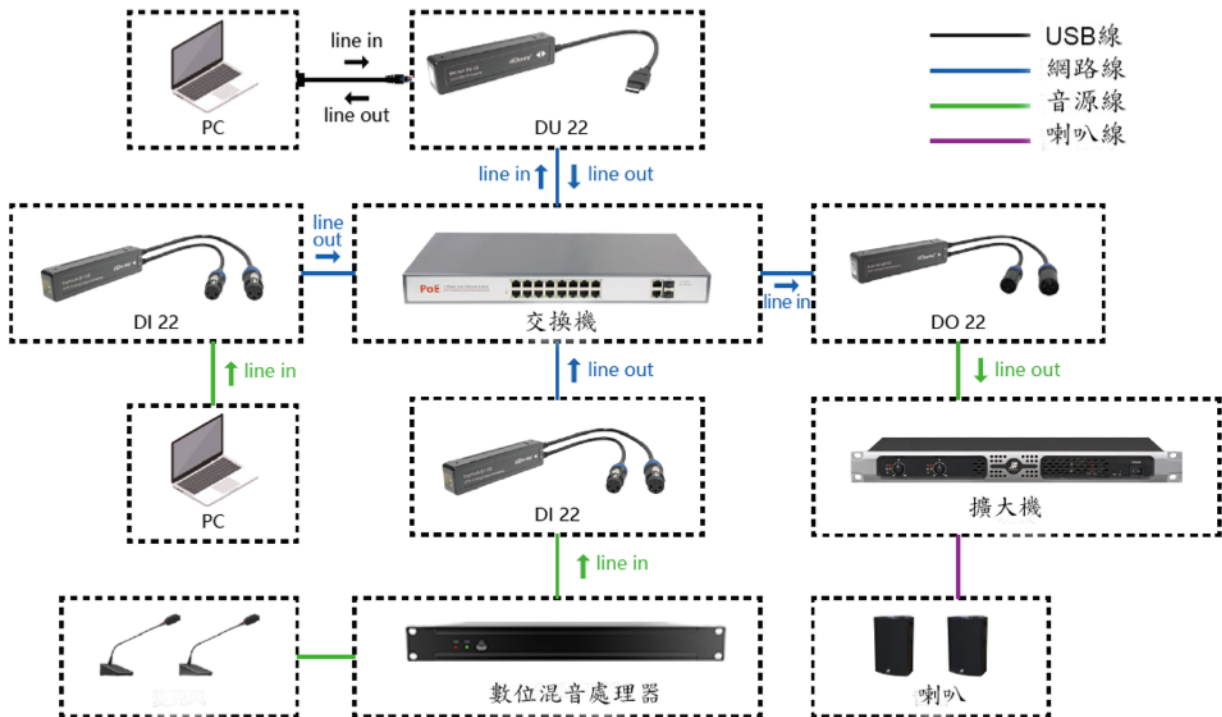 USB線
網路線
音源線
喇叭線
line in
line out
PC
DU 22
line in
line out
line
out
DI 22
PoE
交換機
line in
DO 22
line in
line out
line out
PC
DI 22
擴大機
line in
數位混音處理器
喇叭